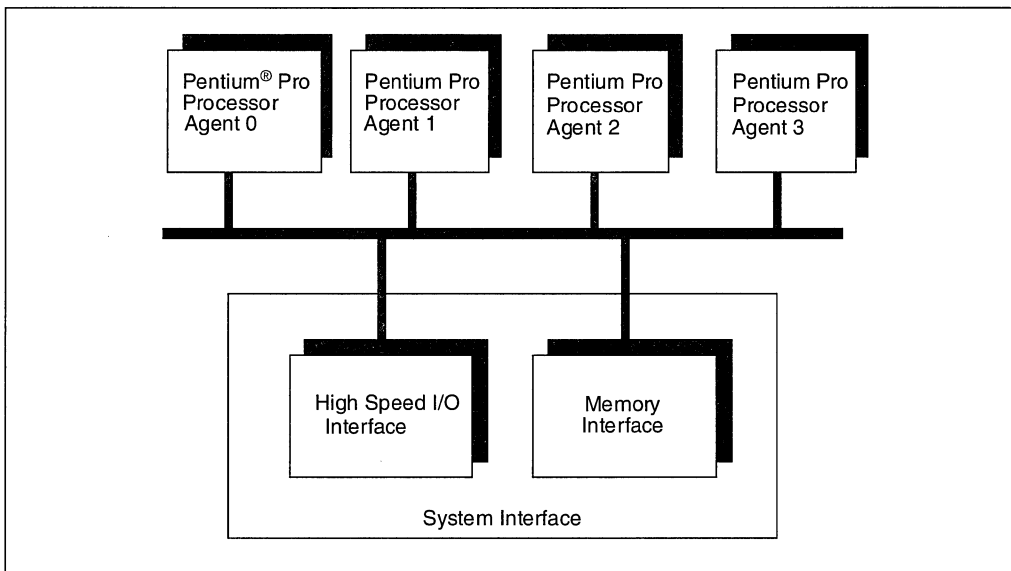 Pentium® Pro
Processor
Agent 0
Pentium Pro
Processor
Agent 1
Pentium Pro
Processor
Agent 2
Pentium Pro
Processor
Agent 3
High Speed I/O
Interface
Memory
Interface
System Interface